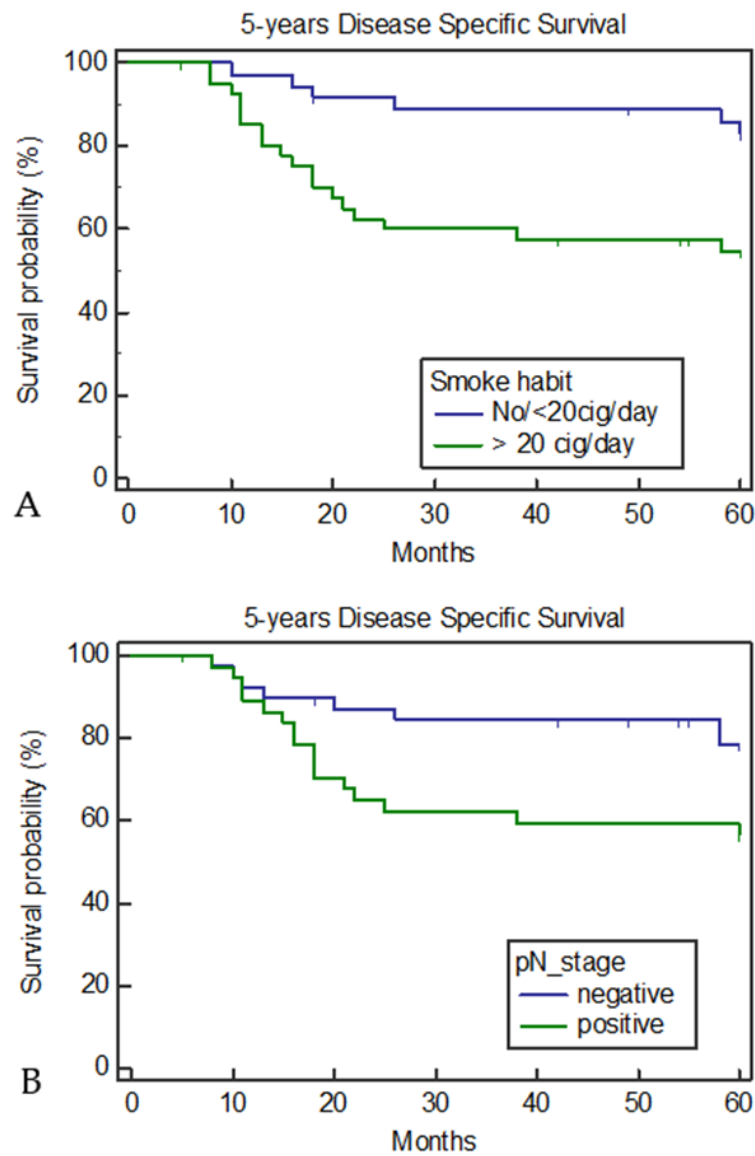 5-years Disease Specific Survival
100
80
60
40
20
0
Survival probability (%)
Smoke habit
No/<20cig/day
> 20 cig/day
0 10 20 30 40 50 60
Months
A
5-years Disease Specific Survival
100
80
60
40
20
0
Survival probability (%)
pN_stage
negative
positive
0 10 20 30 40 50 60
Months
B